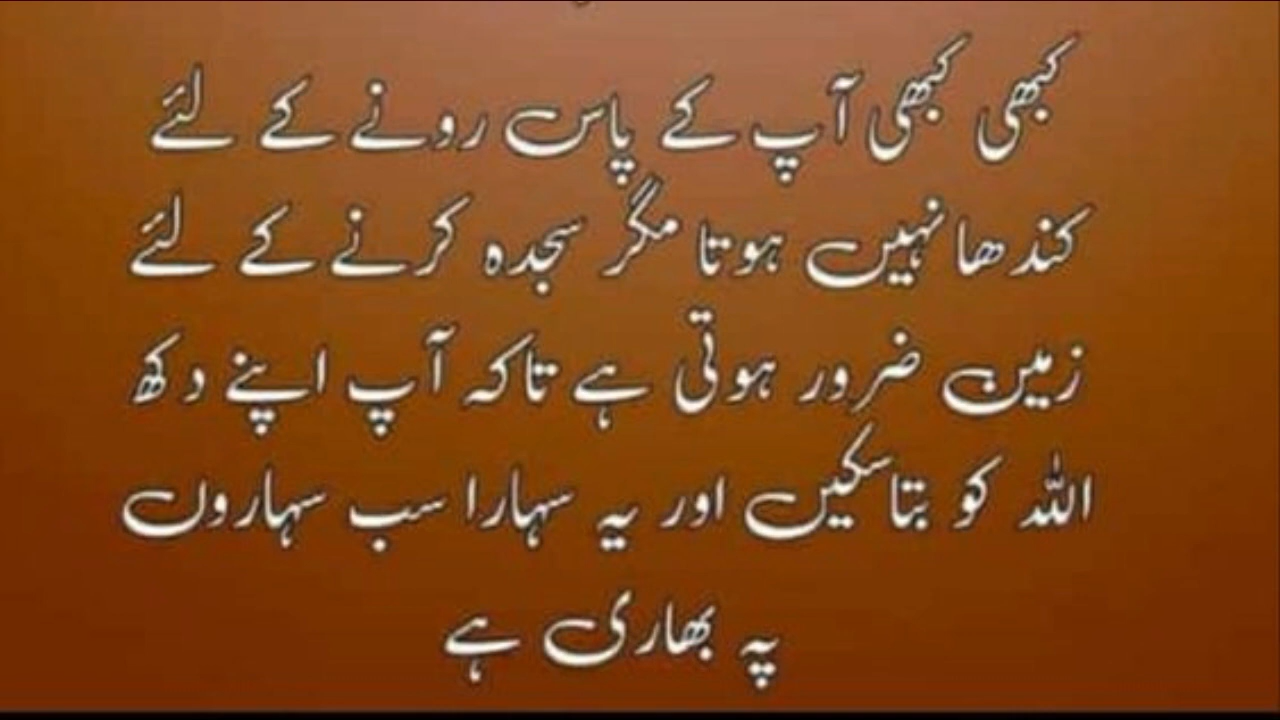 کبھی کبھی آپ کے پاس رونے کے لئے
کندھا نہیں ہوتا مگر سجدہ کرنے کے لئے
زمین ضرور ہوتی ہے تاکہ آپ اپنے دکھ
اللہ کو بتا سکیں اور یہ سہارا سب سہاروں
پہ بھاری ہے